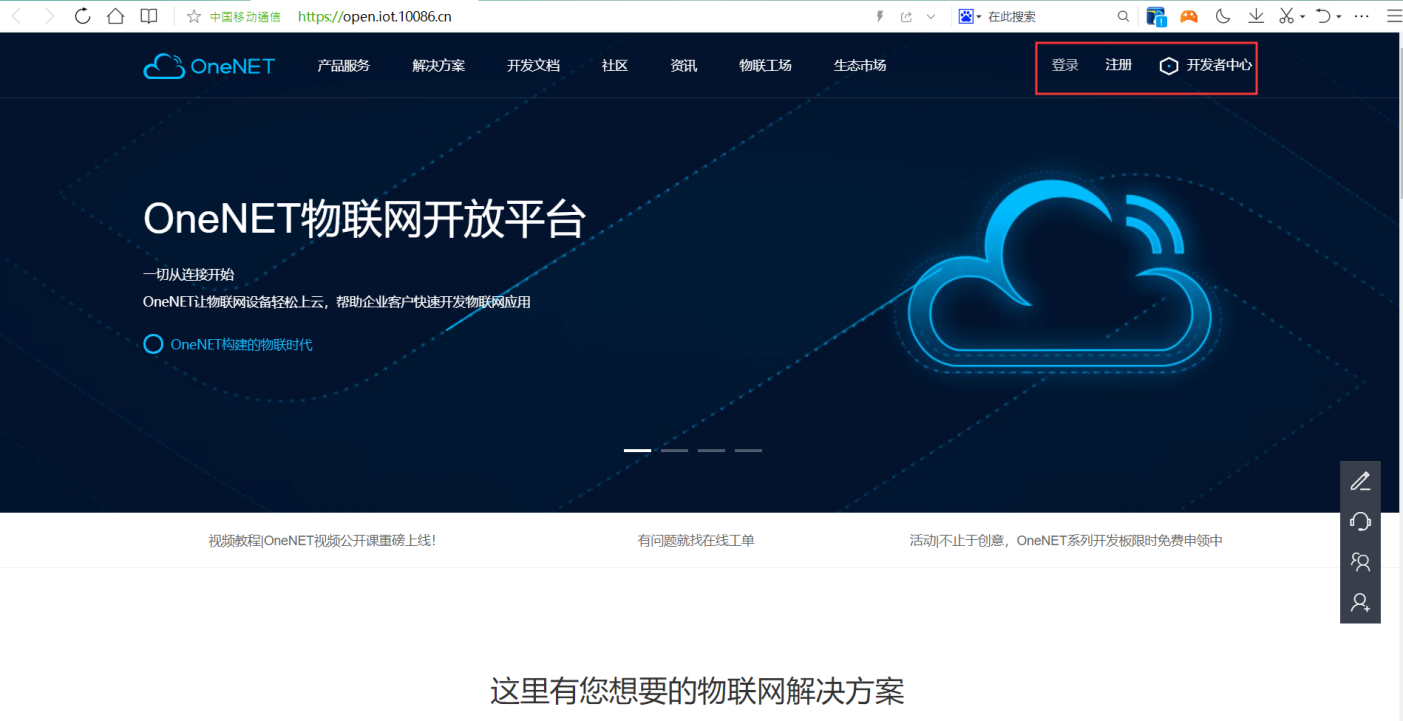 中国移动通信 https://open.iot.10086.cn 在此搜索
OneNET 产品服务 解决方案 开发文档 社区 资讯 物联工场 生态市场 登录 注册 开发者中心
OneNET物联网开放平台
一切从连接开始
OneNET让物联网设备轻松上云，帮助企业客户快速开发物联网应用
OneNET构建的物联时代
视频教程|OneNET视频公开课重磅上线！ 有问题就找在线工单 活动|不止于创意，OneNET系列开发板限时免费申领中
这里有您想要的物联网解决方案